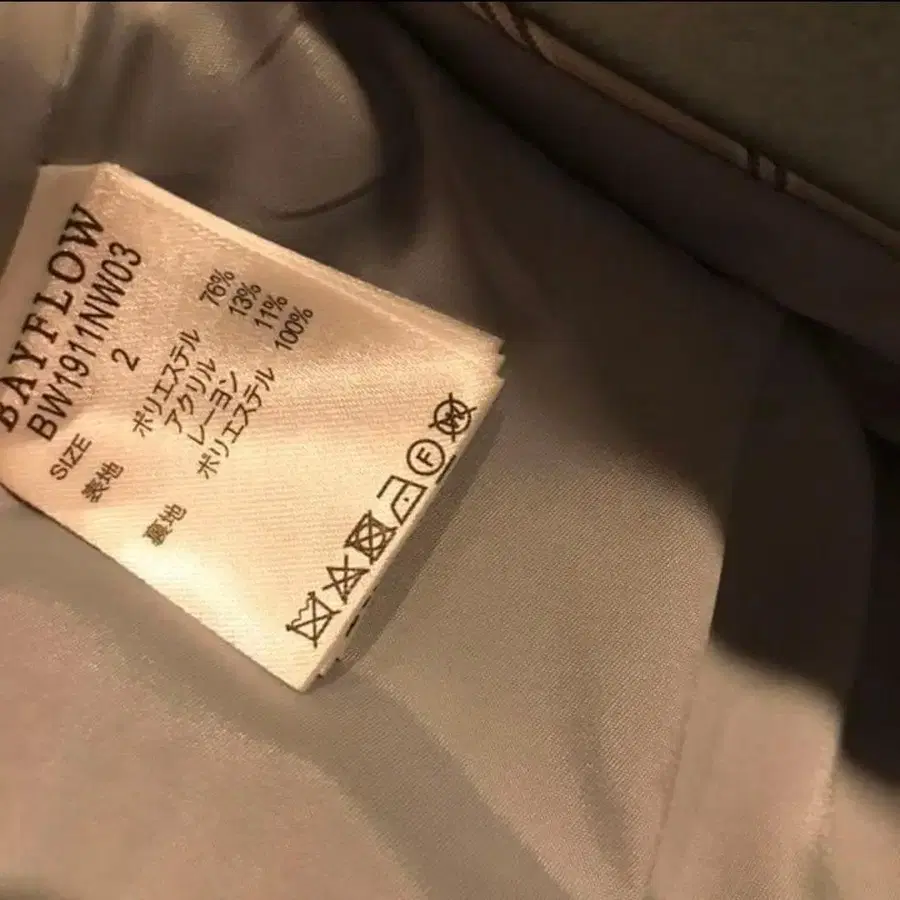 BAYFLOW
BW1911NW03
SIZE 2
表地 ポリエステル 76%
アクリル 13%
レーヨン 11%
裏地 ポリエステル 100%
F
W